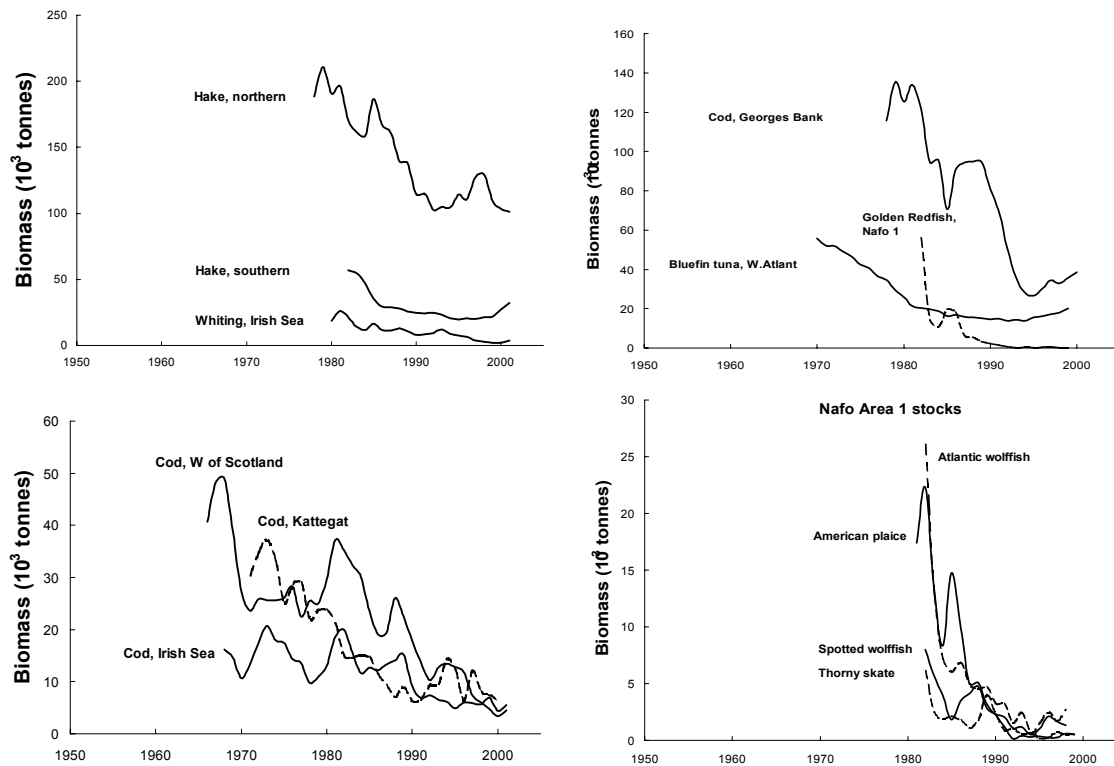 250
200
150
100
50
0
Biomass (10³ tonnes)
Hake, northern
Hake, southern
Whiting, Irish Sea
1950 1960 1970 1980 1990 2000
160
140
120
100
80
60
40
20
0
Cod, Georges Bank
Golden Redfish,
Nafo 1
Bluefin tuna, W.Atlant
1950 1960 1970 1980 1990 2000
60
50
40
30
20
10
0
Biomass (10³ tonnes)
Cod, W of Scotland
Cod, Kattegat
Cod, Irish Sea
1950 1960 1970 1980 1990 2000
Nafo Area 1 stocks
30
25
20
15
10
5
0
Biomass (10³ tonnes)
Atlantic wolffish
American plaice
Spotted wolffish
Thorny skate
1950 1960 1970 1980 1990 2000